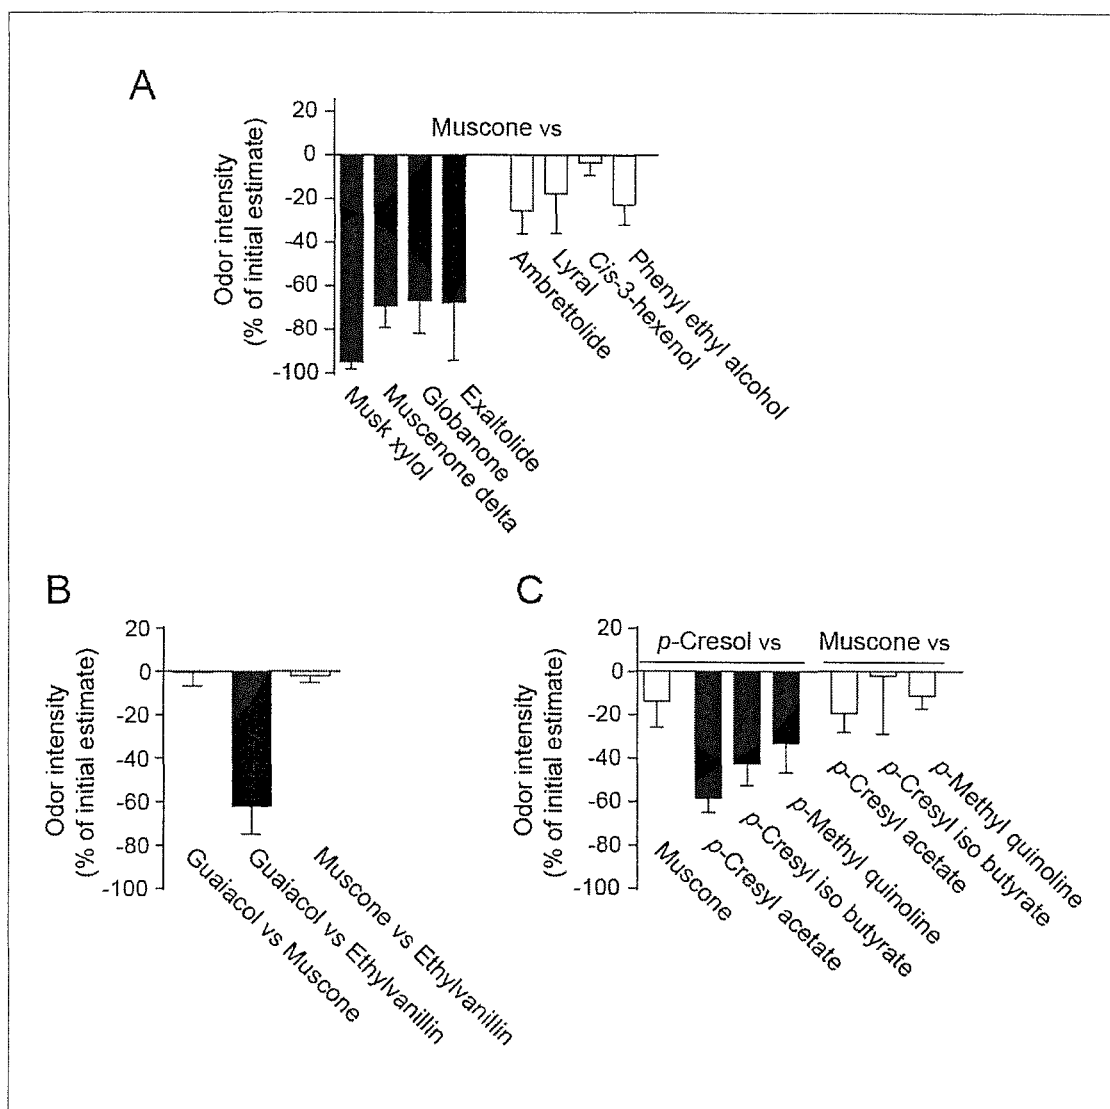 A
Odor intensity
(% of initial estimate)
20
0
-20
-40
-60
-80
-100
Muscone vs
Musk xylol
Muscenone delta
Globanone
Exaltolide
Ambrettolide
Lyral
Cis-3-hexenol
Phenyl ethyl alcohol
B
Odor intensity
(% of initial estimate)
20
0
-20
-40
-60
-80
-100
Guaiacol vs Muscone
Guaiacol vs Ethylvanillin
Muscone vs Ethylvanillin
C
Odor intensity
(% of initial estimate)
20
0
-20
-40
-60
-80
-100
p-Cresol vs
Muscone vs
Muscone
p-Cresyl acetate
p-Cresyl iso butyrate
p-Methyl quinoline
p-Cresyl acetate
p-Cresyl iso butyrate
p-Methyl quinoline